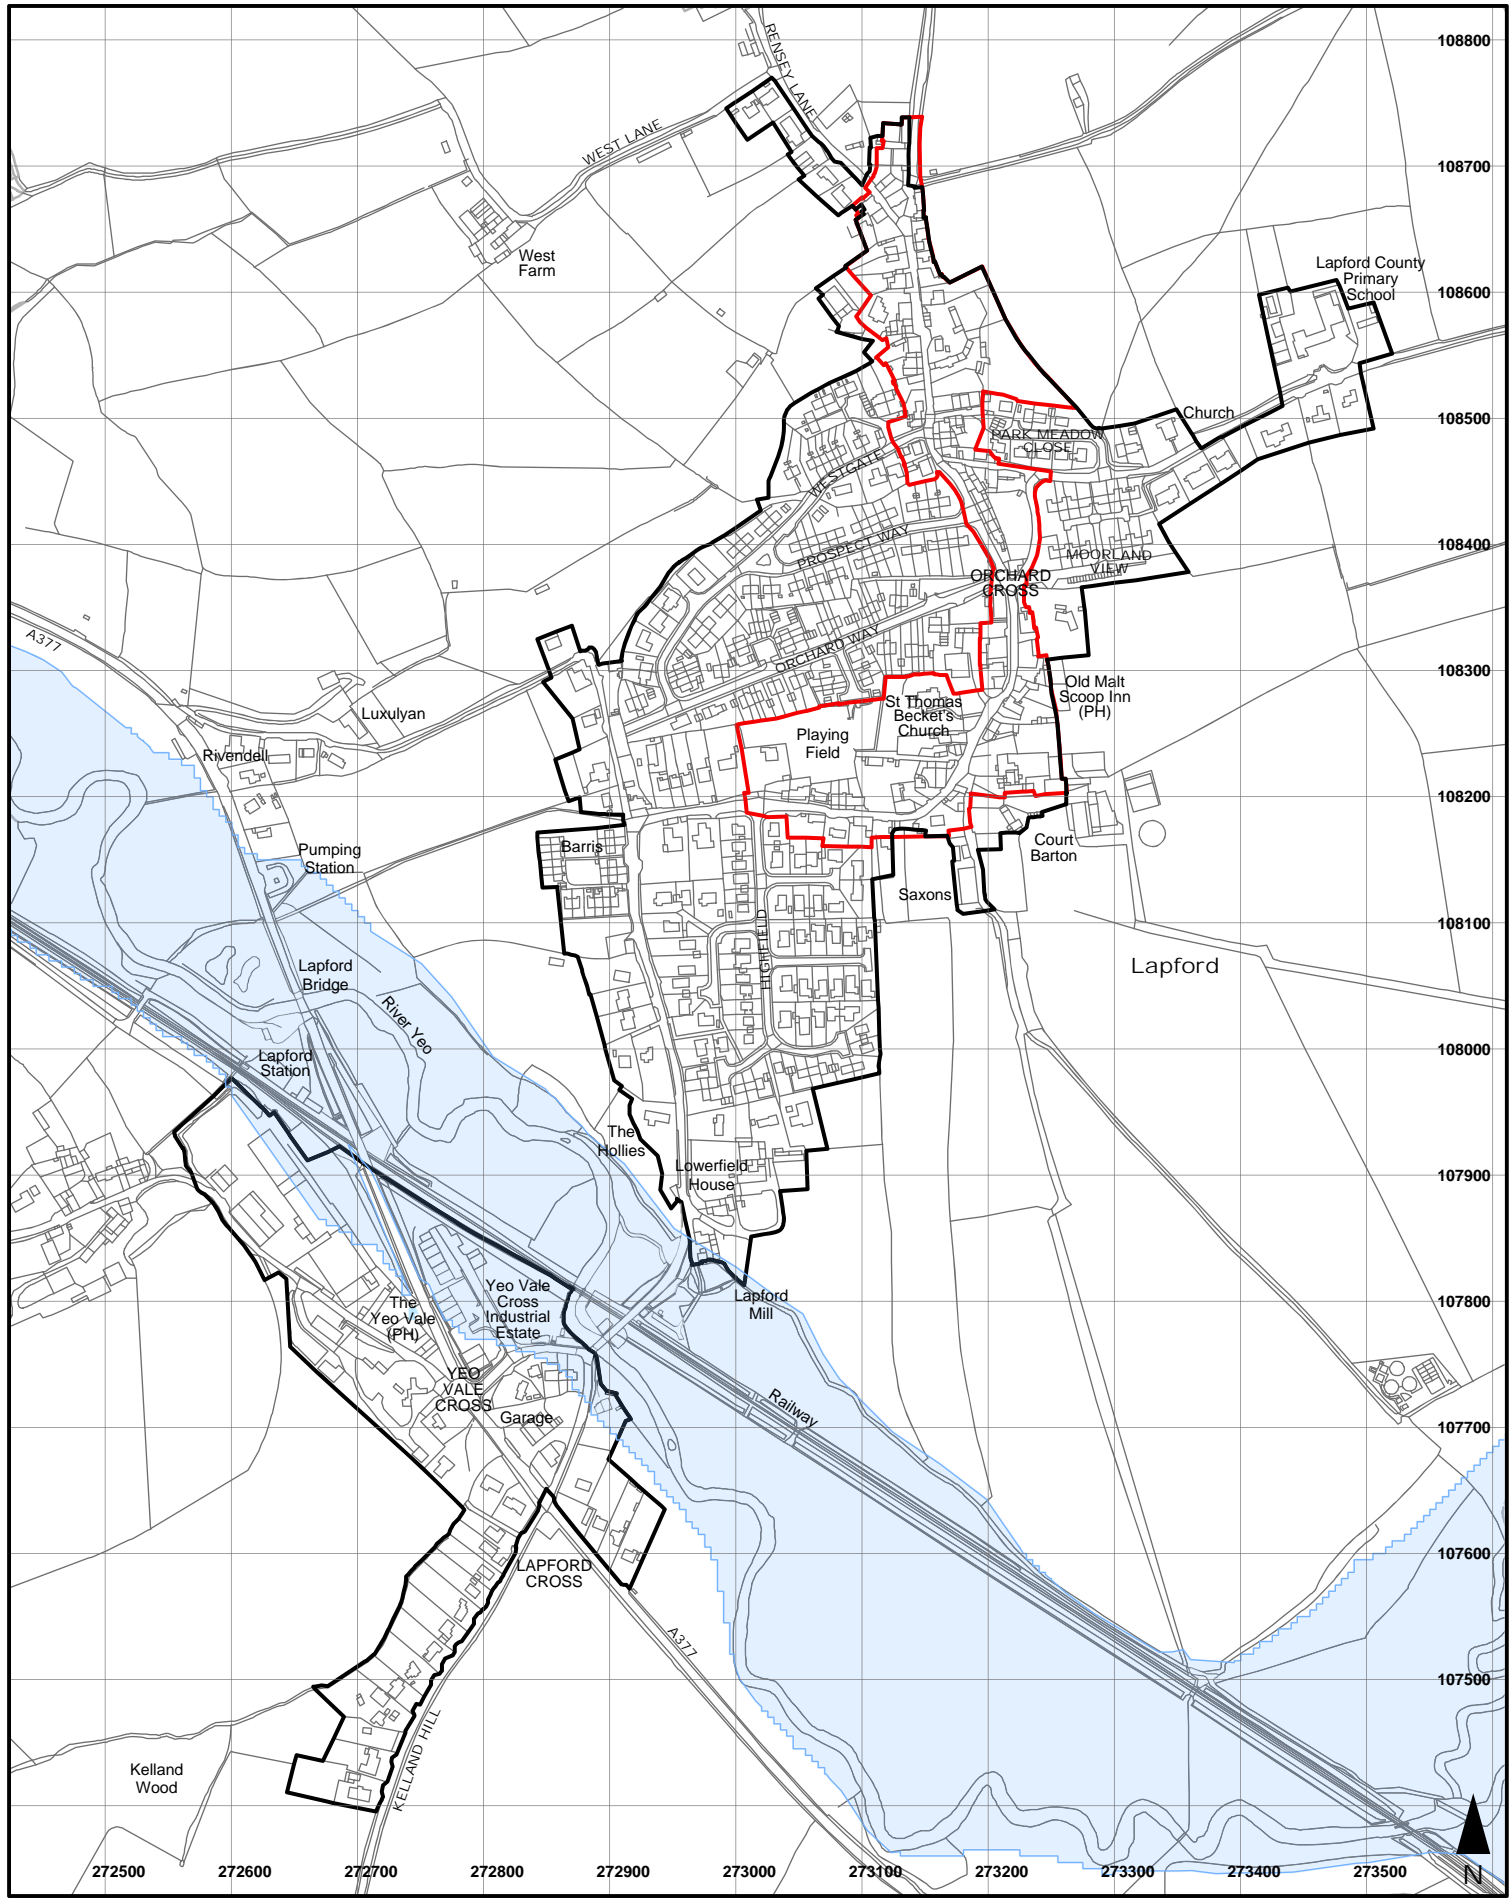 108800
RENSEY LANE
WEST LANE
108700
West
Farm
Lapford County
Primary
School
108600
Church
108500
PARK MEADOW
CLOSE
WESTGATE
PROSPECT WAY
108400
MOORLAND
VIEW
ORCHARD
CROSS
A377
ORCHARD WAY
108300
Old Malt
Scoop Inn
(PH)
St Thomas
Becket's
Church
Luxulyan
Playing
Field
Rivendell
108200
Barris
Court
Barton
Pumping
Station
Saxons
108100
HIGHFIELD
Lapford
Lapford
Bridge
River Yeo
108000
Lapford
Station
The
Hollies
Lowerfield
House
107900
Yeo Vale
Cross
Industrial
Estate
Lapford
Mill
107800
The
Yeo Vale
(PH)
YEO
VALE
CROSS
Railway
Garage
107700
LAPFORD
CROSS
107600
A377
107500
KELLAND HILL
Kelland
Wood
272500
272600
272700
272800
272900
273000
273100
273200
273300
273400
273500
N